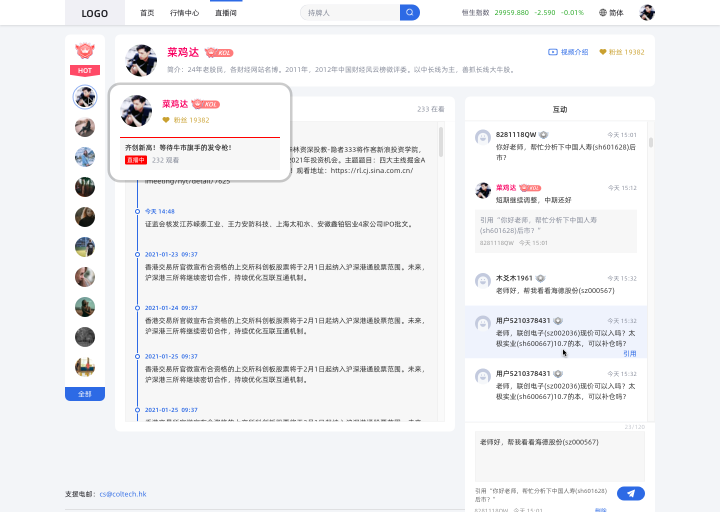 LOGO
首页
行情中心
直播间
持牌人
恒生指数 29959.880 -2.590 -0.01%
简体
HOT
全部
菜鸡达 KOL
视频介绍
粉丝 19382
简介: 24年老股民, 各财经网站名博。2011年, 2012年中国财经风云榜微评委。以中长线为主, 善抓长线大牛股。
菜鸡达 KOL
粉丝 19382
齐创新高! 等待牛市旗手的发令枪!
直播中 232 观看
233 在看
林资深投教-隐者333将作客新浪投资学院,
2021年投资机会。主题题目: 四大主线掘金A
观看地址: https://rl.cj.sina.com.cn/
今天 14:48
证监会核发江苏嵘泰工业、王力安防科技、上海太和水、安徽鑫铂铝业4家公司IPO批文。
2021-01-23 09:37
香港交易所官微宣布合资格的上交所科创板股票将于2月1日起纳入沪深港通股票范围。未来,
沪深港三所将继续密切合作, 持续优化互联互通机制。
2021-01-24 09:37
香港交易所官微宣布合资格的上交所科创板股票将于2月1日起纳入沪深港通股票范围。未来,
沪深港三所将继续密切合作, 持续优化互联互通机制。
2021-01-25 09:37
香港交易所官微宣布合资格的上交所科创板股票将于2月1日起纳入沪深港通股票范围。未来,
沪深港三所将继续密切合作, 持续优化互联互通机制。
2021-01-25 09:37
互动
8281118QW 今天 15:01
你好老师, 帮忙分析下中国人寿(sh601628)后
市?
菜鸡达 KOL 今天 15:12
短期继续调整, 中期还好
引用“你好老师, 帮忙分析下中国人寿
(sh601628)后市? ”
8281118QW 今天 15:01
木爻木1961 今天 15:32
老师好, 帮我看看海德股份(sz000567)
用户5210378431 今天 15:32
老师, 联创电子(sz002036)现价可以入吗? 太
极实业(sh600667)10.7的本, 可以补仓吗?
引用
用户5210378431 今天 15:32
老师, 联创电子(sz002036)现价可以入吗? 太
极实业(sh600667)10.7的本, 可以补仓吗?
23/120
老师好, 帮我看看海德股份(sz000567)
引用“你好老师, 帮忙分析下中国人寿(sh601628)
后市? ”
8281118QW 今天 15:01 删除
支援电邮: cs@coltech.hk